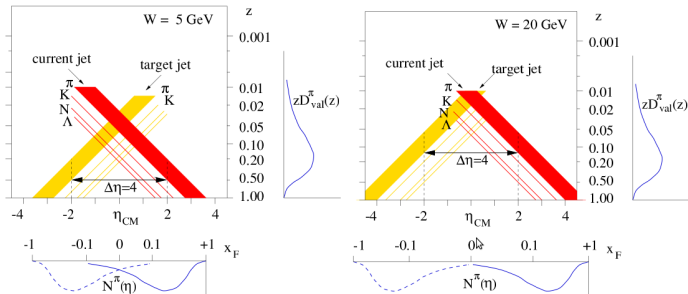 W = 5 GeV
z
current jet
target jet
π
K
N
Λ
π
K
0.001
0.01
0.02
0.05
0.10
0.20
0.50
1.00
zD^π_val(z)
Δη=4
-4 -2 η_CM 2 4
-1 -0.1 0 0.1 +1 x_F
N^π(η)
W = 20 GeV
z
current jet
target jet
π
K
N
Λ
0.001
0.01
0.02
0.05
0.10
0.20
0.50
1.00
zD^π_val(z)
Δη=4
-4 -2 η_CM 2 4
-1 -0.1 0 0.1 +1 x_F
N^π(η)